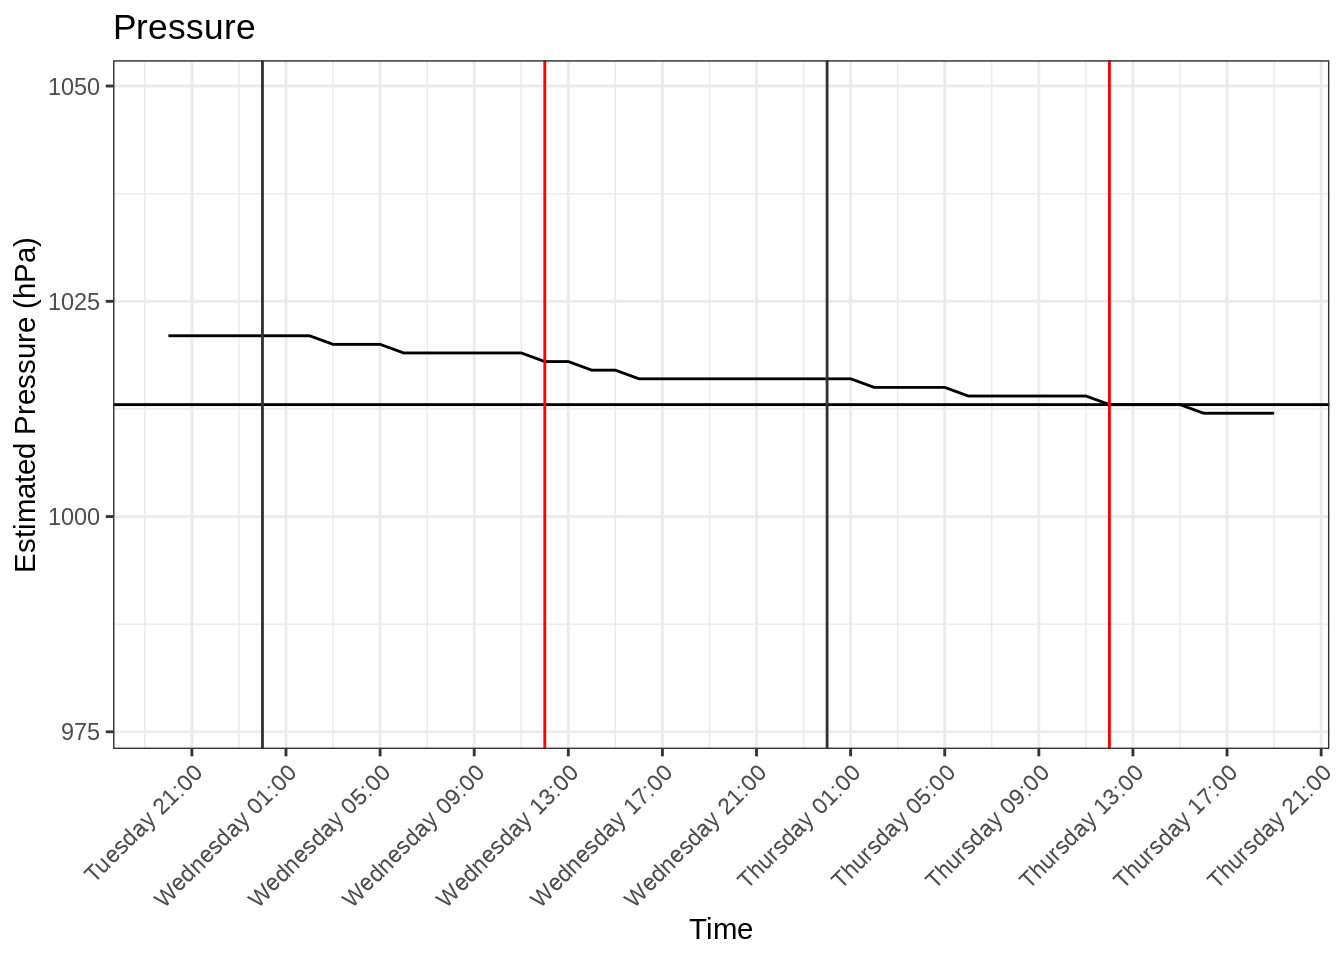 Pressure
Estimated Pressure (hPa)
1050
1025
1000
975
Tuesday 21:00
Wednesday 01:00
Wednesday 05:00
Wednesday 09:00
Wednesday 13:00
Wednesday 17:00
Wednesday 21:00
Thursday 01:00
Thursday 05:00
Thursday 09:00
Thursday 13:00
Thursday 17:00
Thursday 21:00
Time